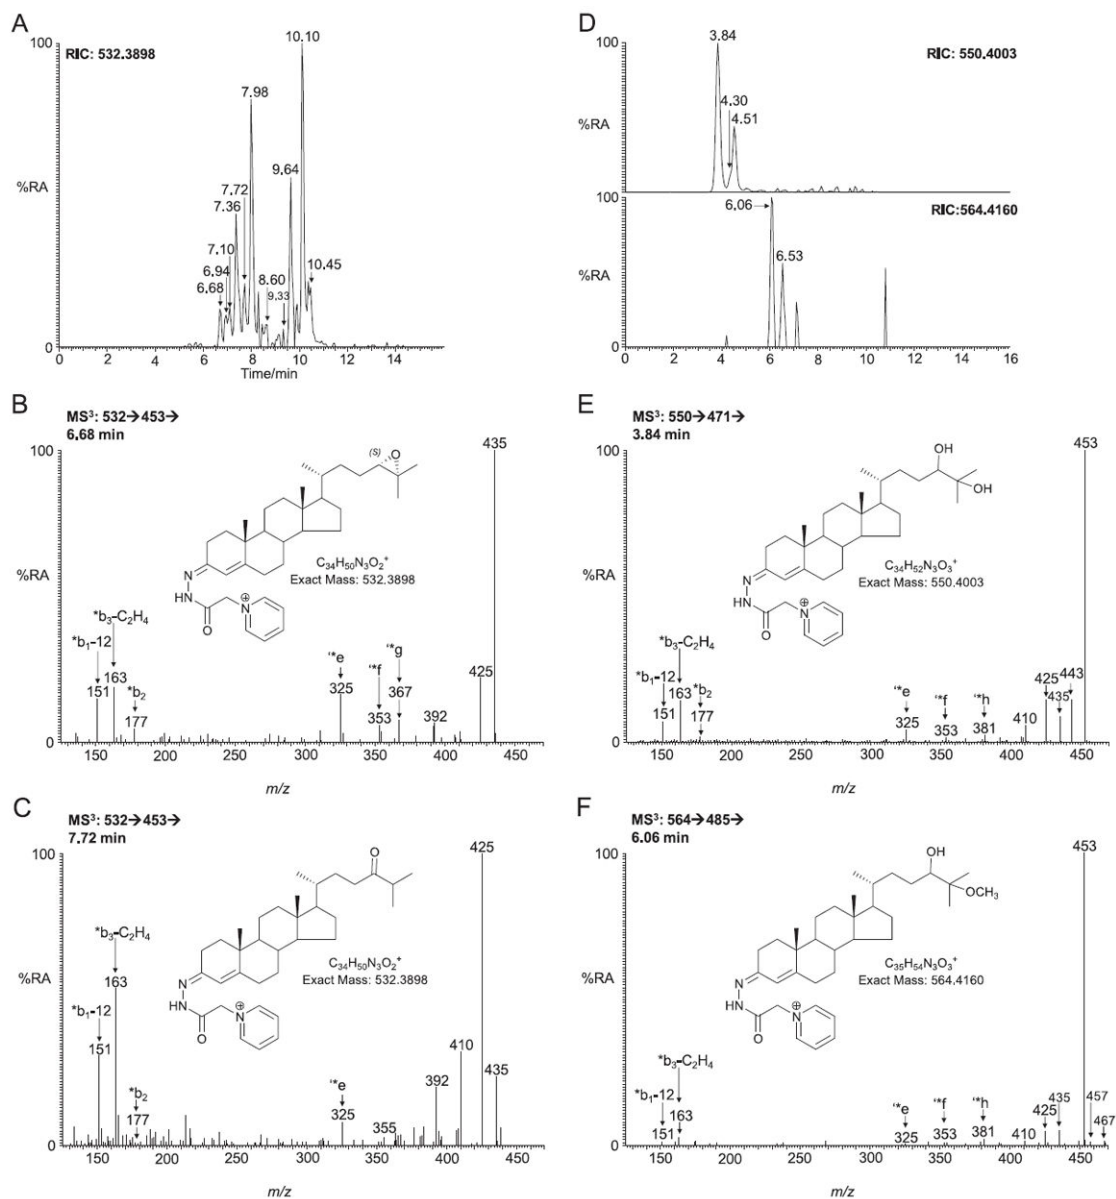 A
RIC: 532.3898
100
%RA
0
6.68
6.94
7.10
7.36
7.72
7.98
8.60
9.33
9.64
10.10
10.45
0 2 4 6 8 10 12 14
Time/min
D
RIC: 550.4003
100
%RA
0
3.84
4.30
4.51
RIC:564.4160
100
%RA
0
6.06
6.53
0 2 4 6 8 10 12 14 16
B
MS³: 532→453→
6.68 min
100
%RA
0
435
(S)
O
N
HN
O
N
⊕
C₃₄H₅₀N₃O₂⁺
Exact Mass: 532.3898
*b₁-12
151
*b₃-C₂H₄
163
*b₂
177
‘*e
325
‘*f
353
‘*g
367
392
425
150 200 250 300 350 400 450
m/z
E
MS³: 550→471→
3.84 min
100
%RA
0
453
OH
OH
N
HN
O
N
⊕
C₃₄H₅₂N₃O₃⁺
Exact Mass: 550.4003
*b₁-12
151
*b₃-C₂H₄
163
*b₂
177
‘*e
325
‘*f
353
‘*h
381
410
425
435
443
150 200 250 300 350 400 450
m/z
C
MS³: 532→453→
7.72 min
100
%RA
0
425
O
N
HN
O
N
⊕
C₃₄H₅₀N₃O₂⁺
Exact Mass: 532.3898
*b₁-12
151
*b₃-C₂H₄
163
*b₂
177
‘*e
325
355
392
410
435
150 200 250 300 350 400 450
m/z
F
MS³: 564→485→
6.06 min
100
%RA
0
453
OH
OCH₃
N
HN
O
N
⊕
C₃₅H₅₄N₃O₃⁺
Exact Mass: 564.4160
*b₁-12
151
*b₃-C₂H₄
163
‘*e
325
‘*f
353
‘*h
381
410
425
435
457
467
150 200 250 300 350 400 450
m/z